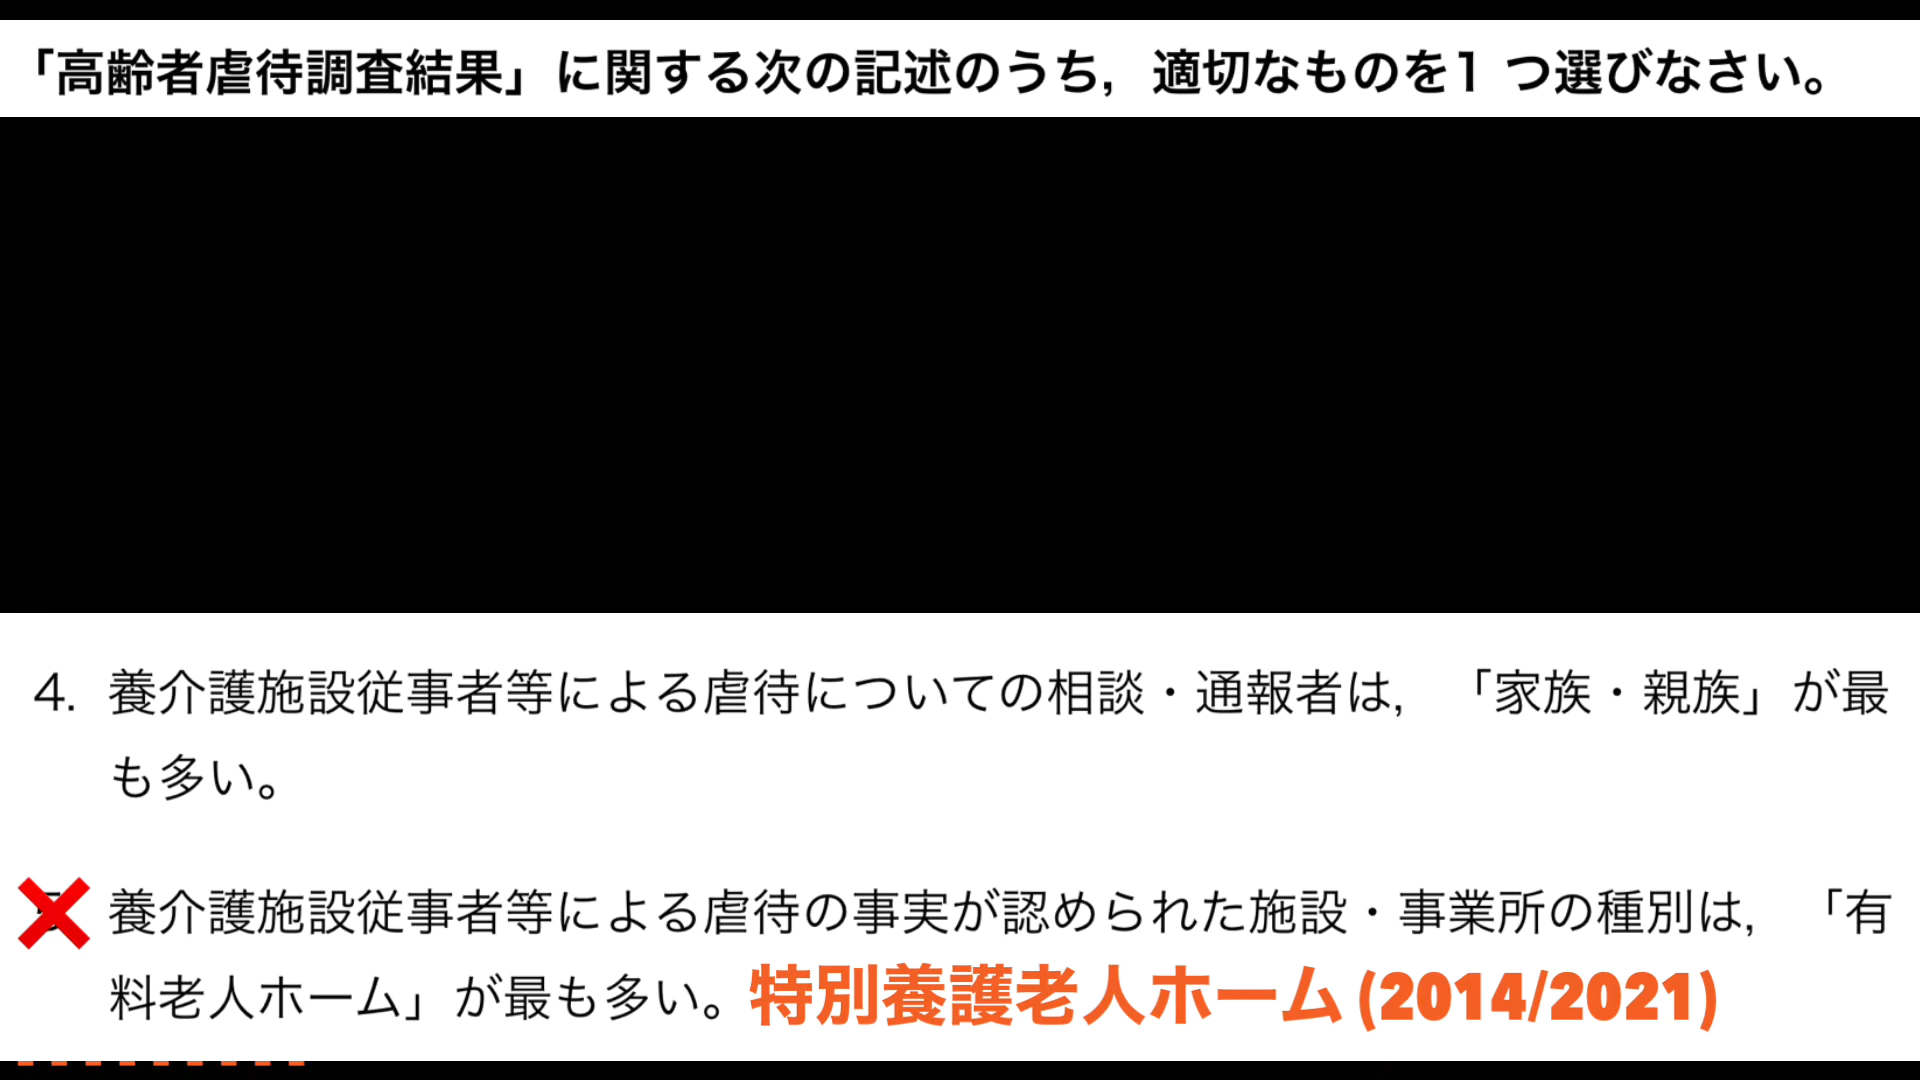 「高齢者虐待調査結果」に関する次の記述のうち，適切なものを1 つ選びなさい。
4. 養介護施設従事者等による虐待についての相談・通報者は，「家族・親族」が最
も多い。
養介護施設従事者等による虐待の事実が認められた施設・事業所の種別は，「有
料老人ホーム」が最も多い。特別養護老人ホーム(2014/2021)